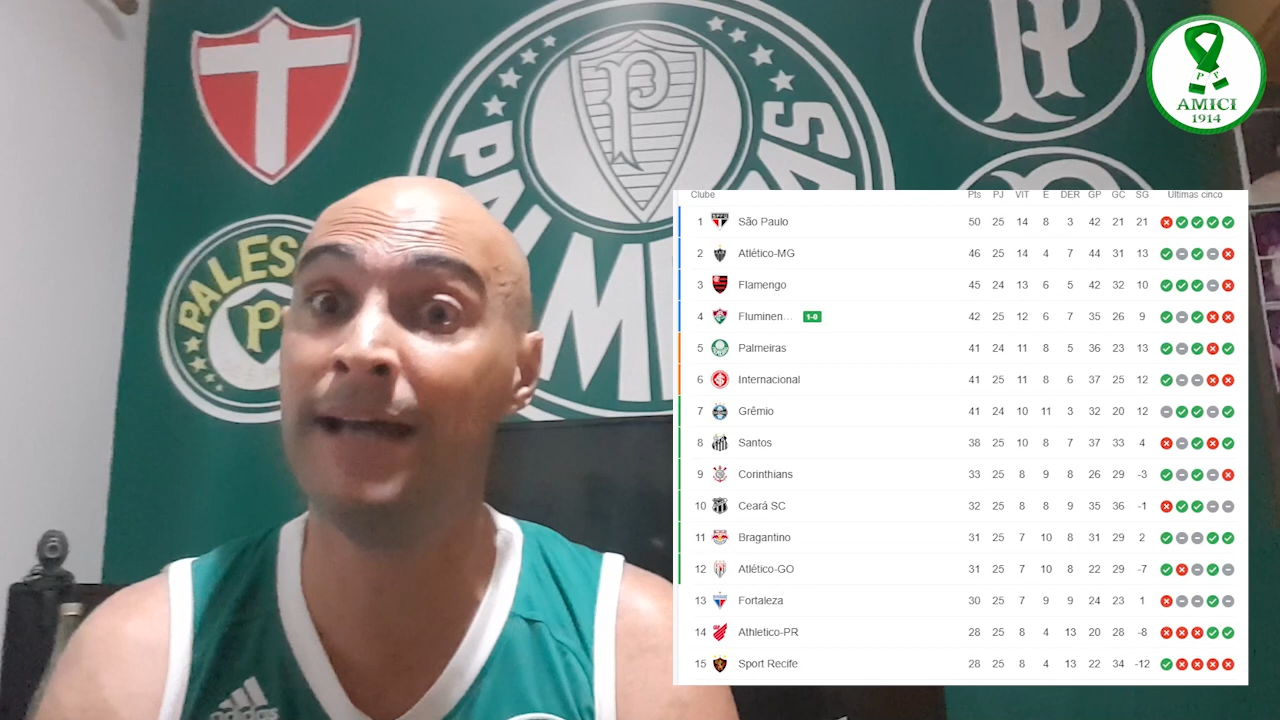 PP
AMICI
1914
P
P
PALMEI
SA
P
PALES
P
adidas
Clube Pts PJ VIT E DER GP GC SG Últimas cinco
1 São Paulo 50 25 14 8 3 42 21 21
2 Atlético-MG 46 25 14 4 7 44 31 13
3 Flamengo 45 24 13 6 5 42 32 10
4 Fluminen... 1-0 42 25 12 6 7 35 26 9
5 Palmeiras 41 24 11 8 5 36 23 13
6 Internacional 41 25 11 8 6 37 25 12
7 Grêmio 41 24 10 11 3 32 20 12
8 Santos 38 25 10 8 7 37 33 4
9 Corinthians 33 25 8 9 8 26 29 -3
10 Ceará SC 32 25 8 8 9 35 36 -1
11 Bragantino 31 25 7 10 8 31 29 2
12 Atlético-GO 31 25 7 10 8 22 29 -7
13 Fortaleza 30 25 7 9 9 24 23 1
14 Athletico-PR 28 25 8 4 13 20 28 -8
15 Sport Recife 28 25 8 4 13 22 34 -12